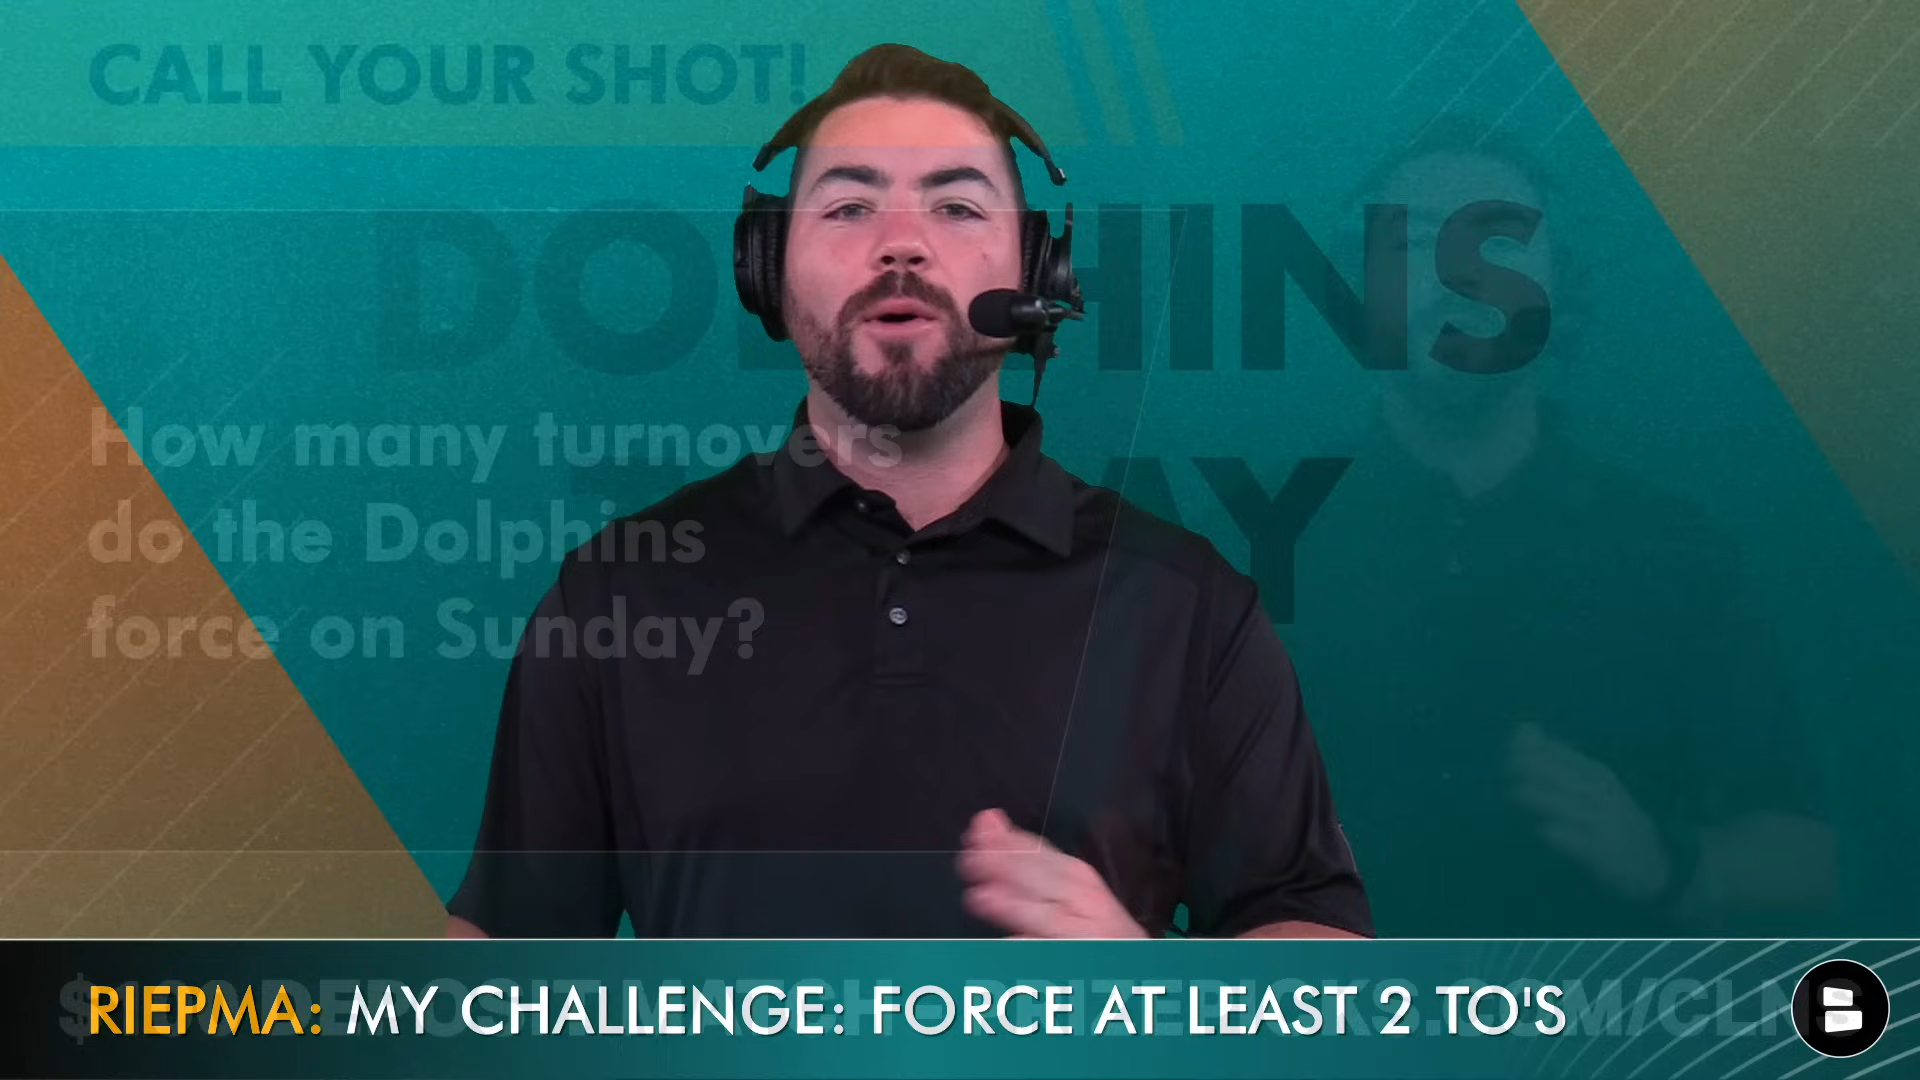 CALL YOUR SHOT!
DOLPHINS
How many turnovers
do the Dolphins
force on Sunday?
RIEPMA: MY CHALLENGE: FORCE AT LEAST 2 TO'S